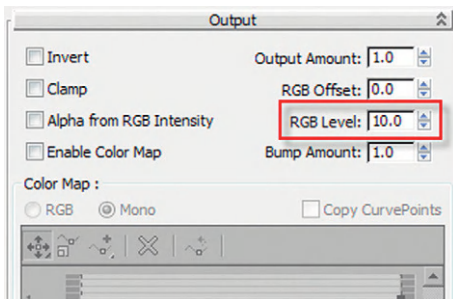 Output
Invert Output Amount: 1.0
Clamp RGB Offset: 0.0
Alpha from RGB Intensity RGB Level: 10.0
Enable Color Map Bump Amount: 1.0
Color Map :
RGB Mono Copy CurvePoints